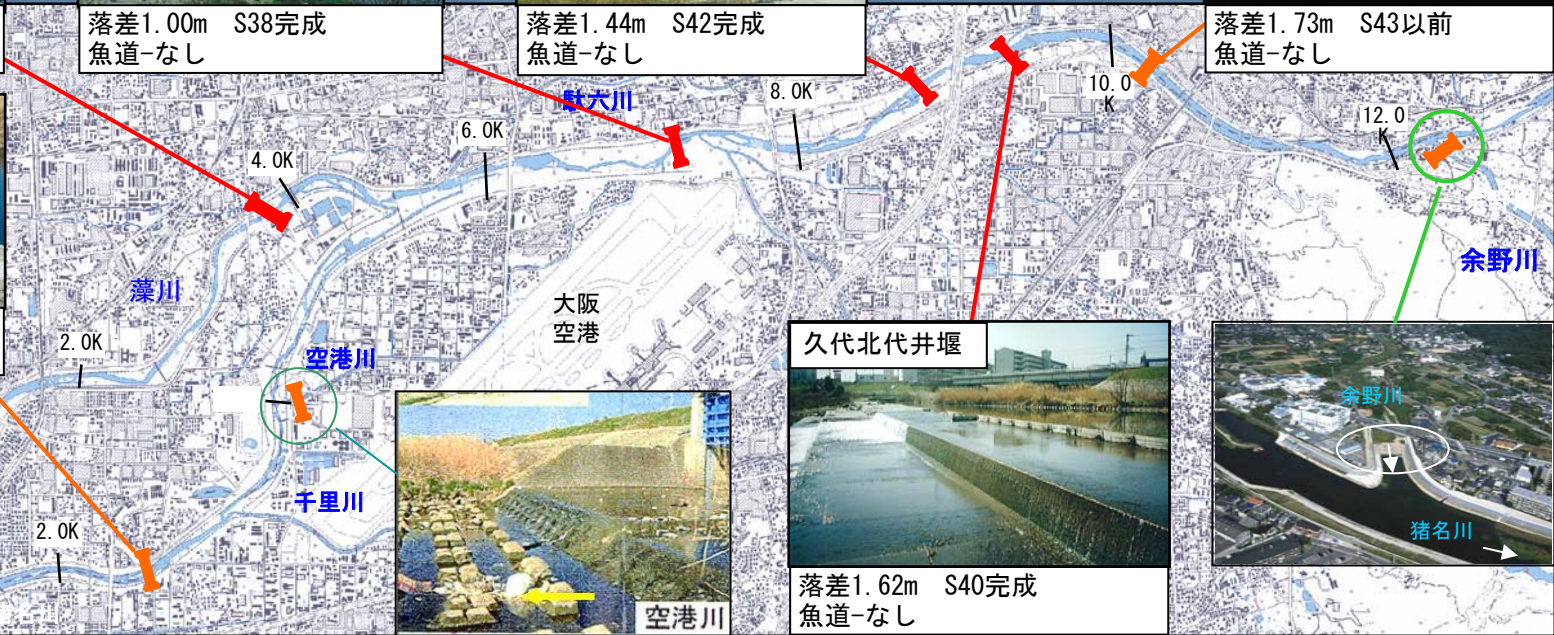 落差1.00m S38完成
魚道-なし
落差1.44m S42完成
魚道-なし
落差1.73m S43以前
魚道-なし
駄六川
8.0K
10.0
K
12.0
K
6.0K
4.0K
余野川
藻川
大阪
空港
2.0K
空港川
久代北代井堰
余野川
千里川
猪名川
2.0K
空港川
落差1.62m S40完成
魚道-なし